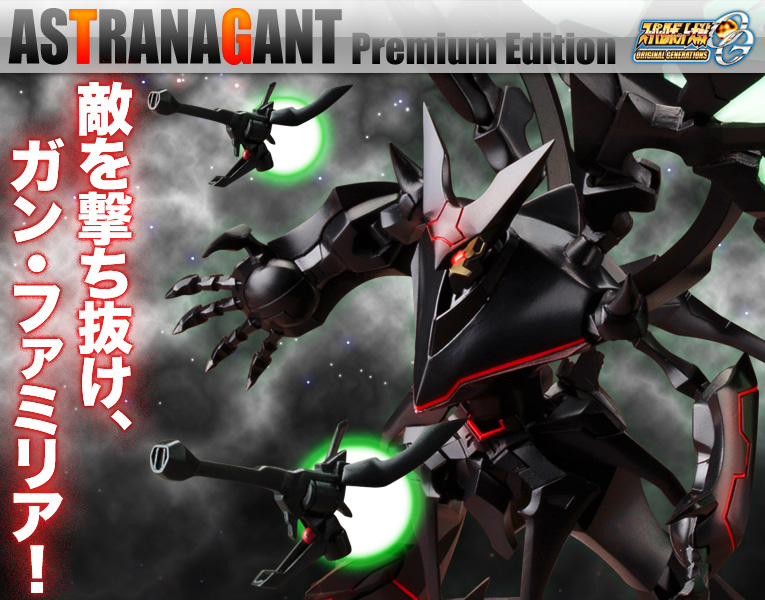 ASTRANAGANT Premium Edition
スーパーロボット大戦
OG
ORIGINAL GENERATIONS
敵を撃ち抜け、
ガン・ファミリア！